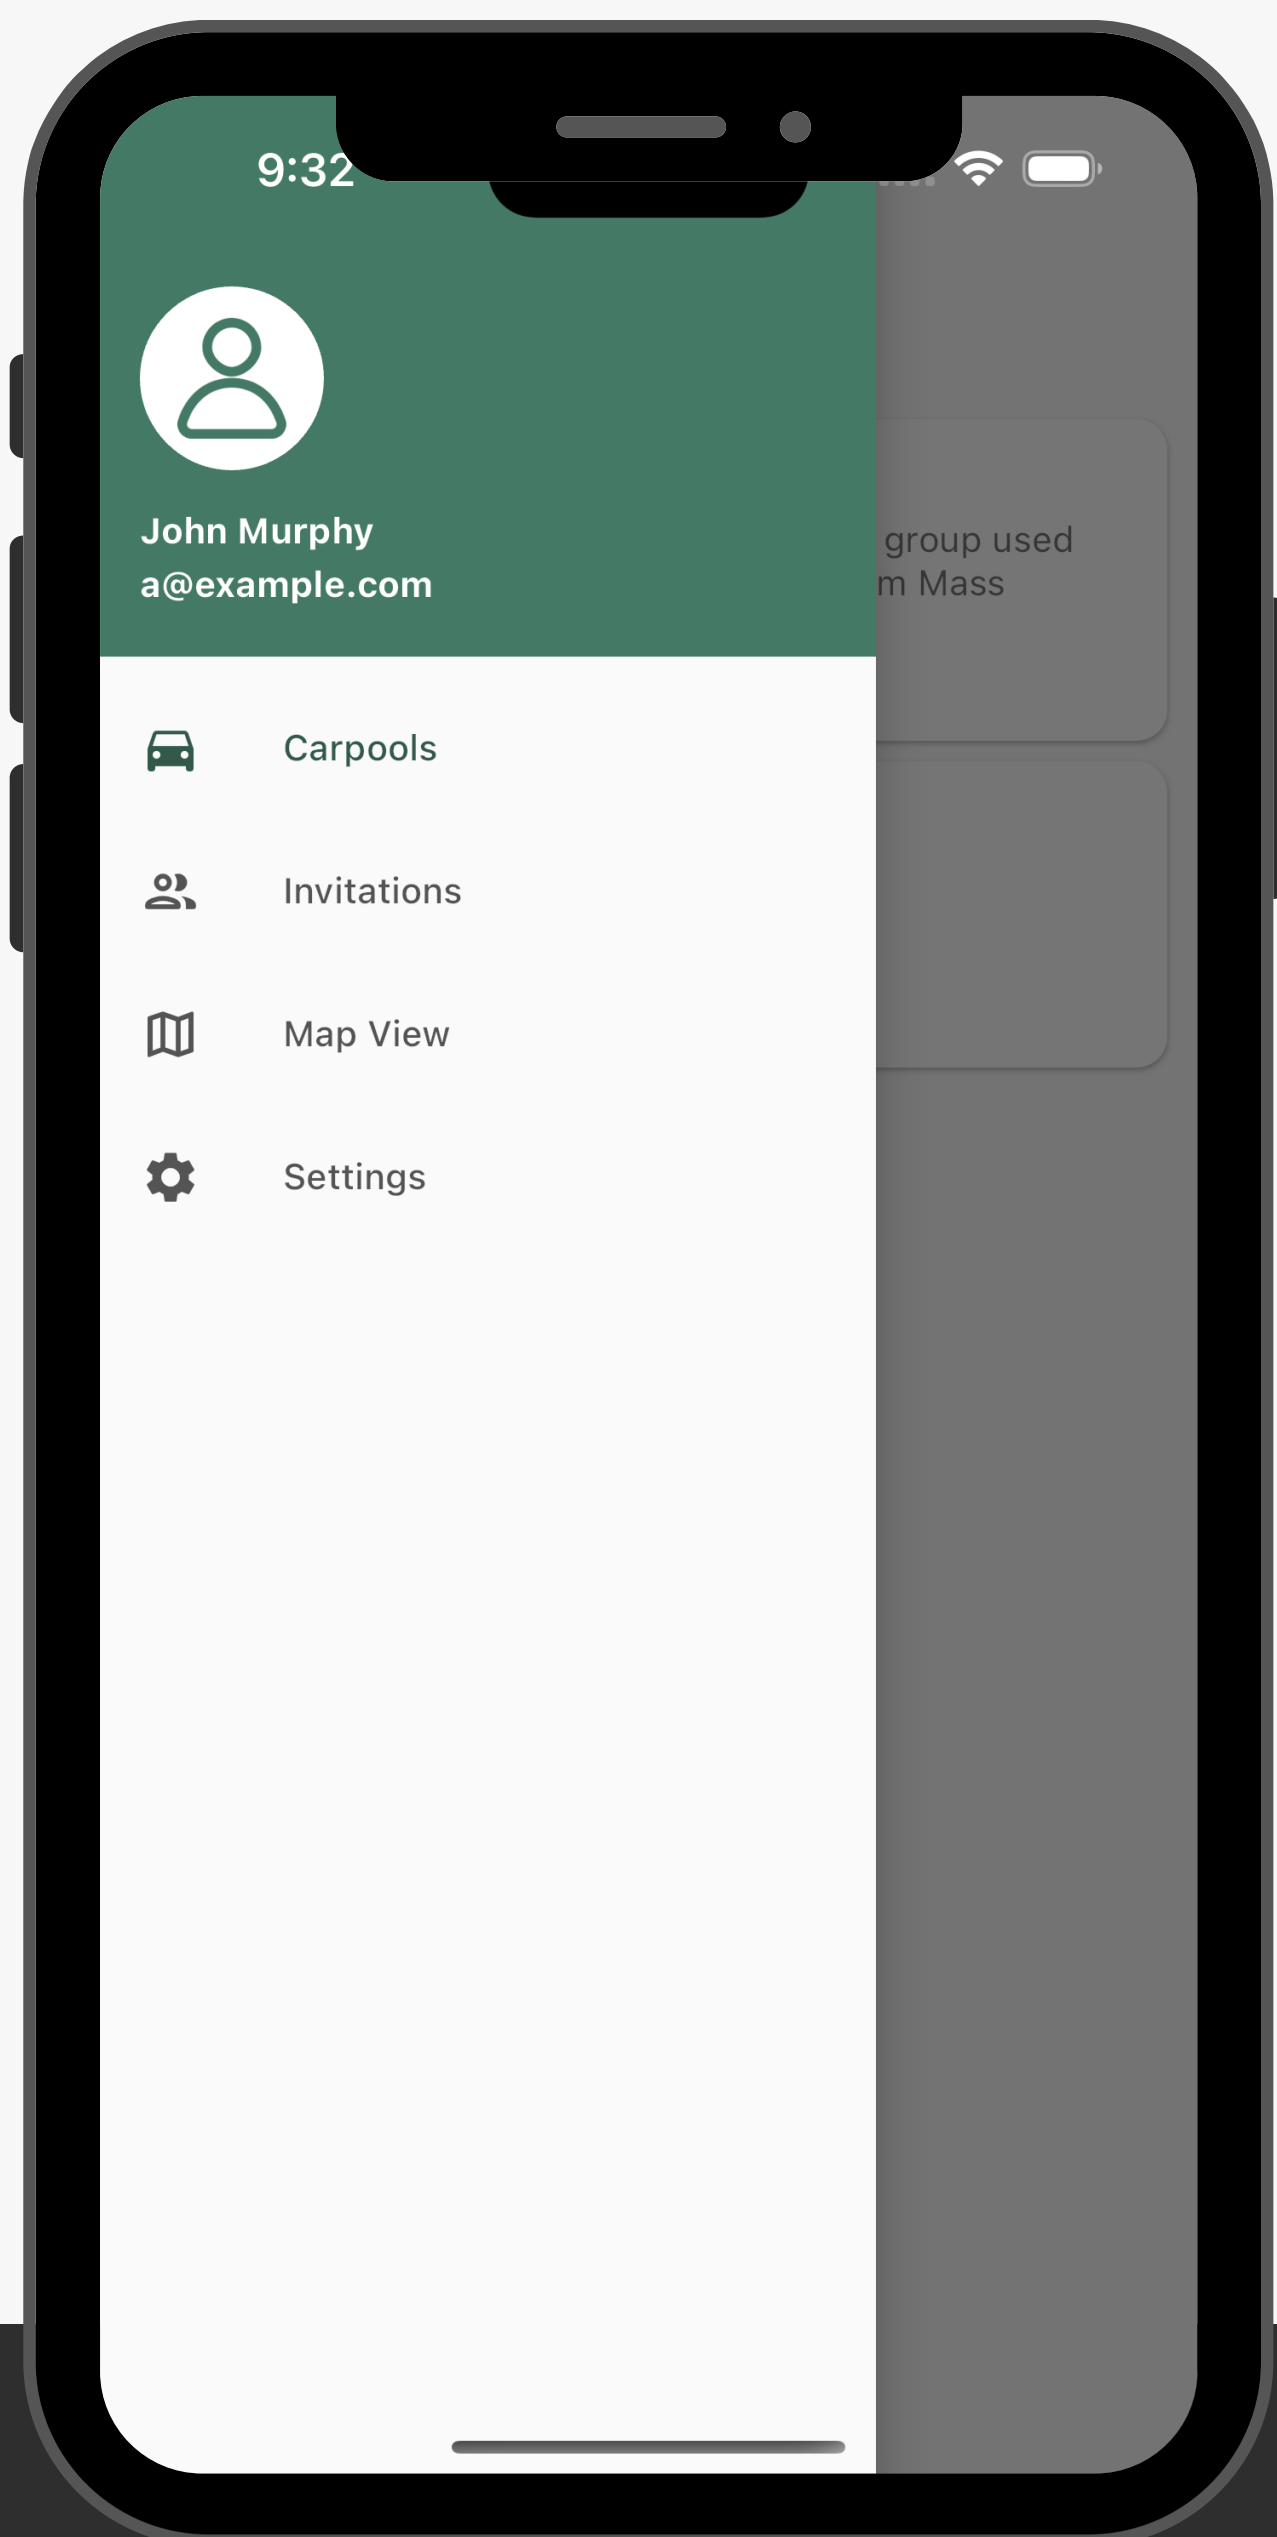 9:32
John Murphy
a@example.com
group used
m Mass
Carpools
Invitations
Map View
Settings